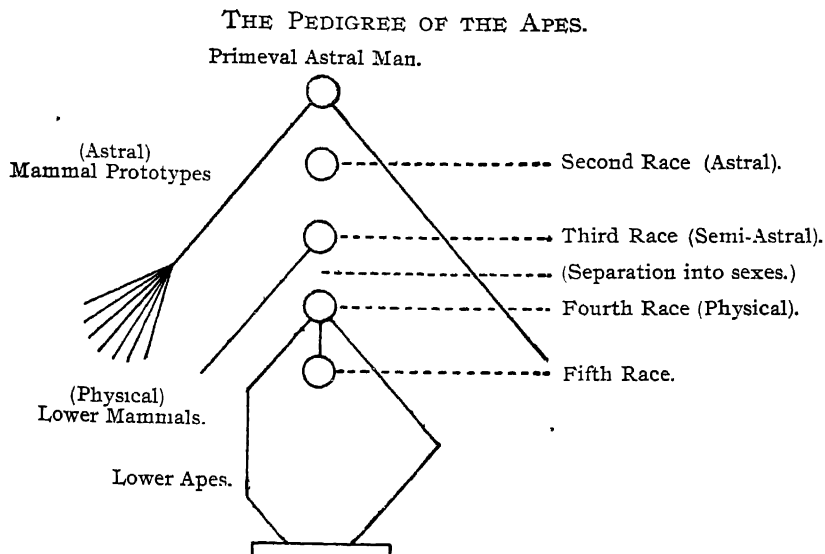 THE PEDIGREE OF THE APES.
Primeval Astral Man.
(Astral)
Mammal Prototypes
Second Race (Astral).
Third Race (Semi-Astral).
(Separation into sexes.)
Fourth Race (Physical).
Fifth Race.
(Physical)
Lower Mammals.
Lower Apes.